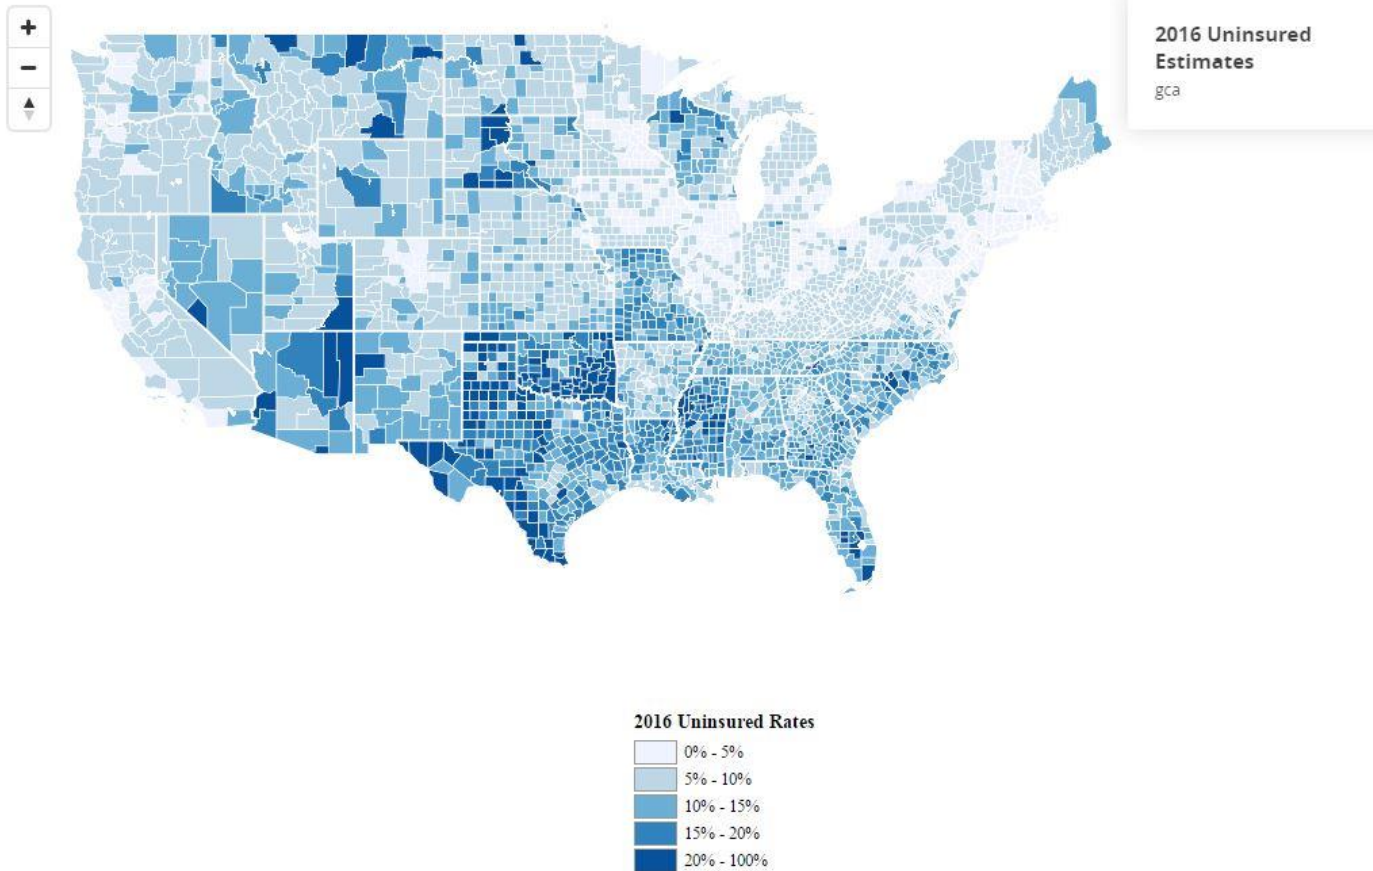 +
−
2016 Uninsured
Estimates
gca
2016 Uninsured Rates
0% - 5%
5% - 10%
10% - 15%
15% - 20%
20% - 100%